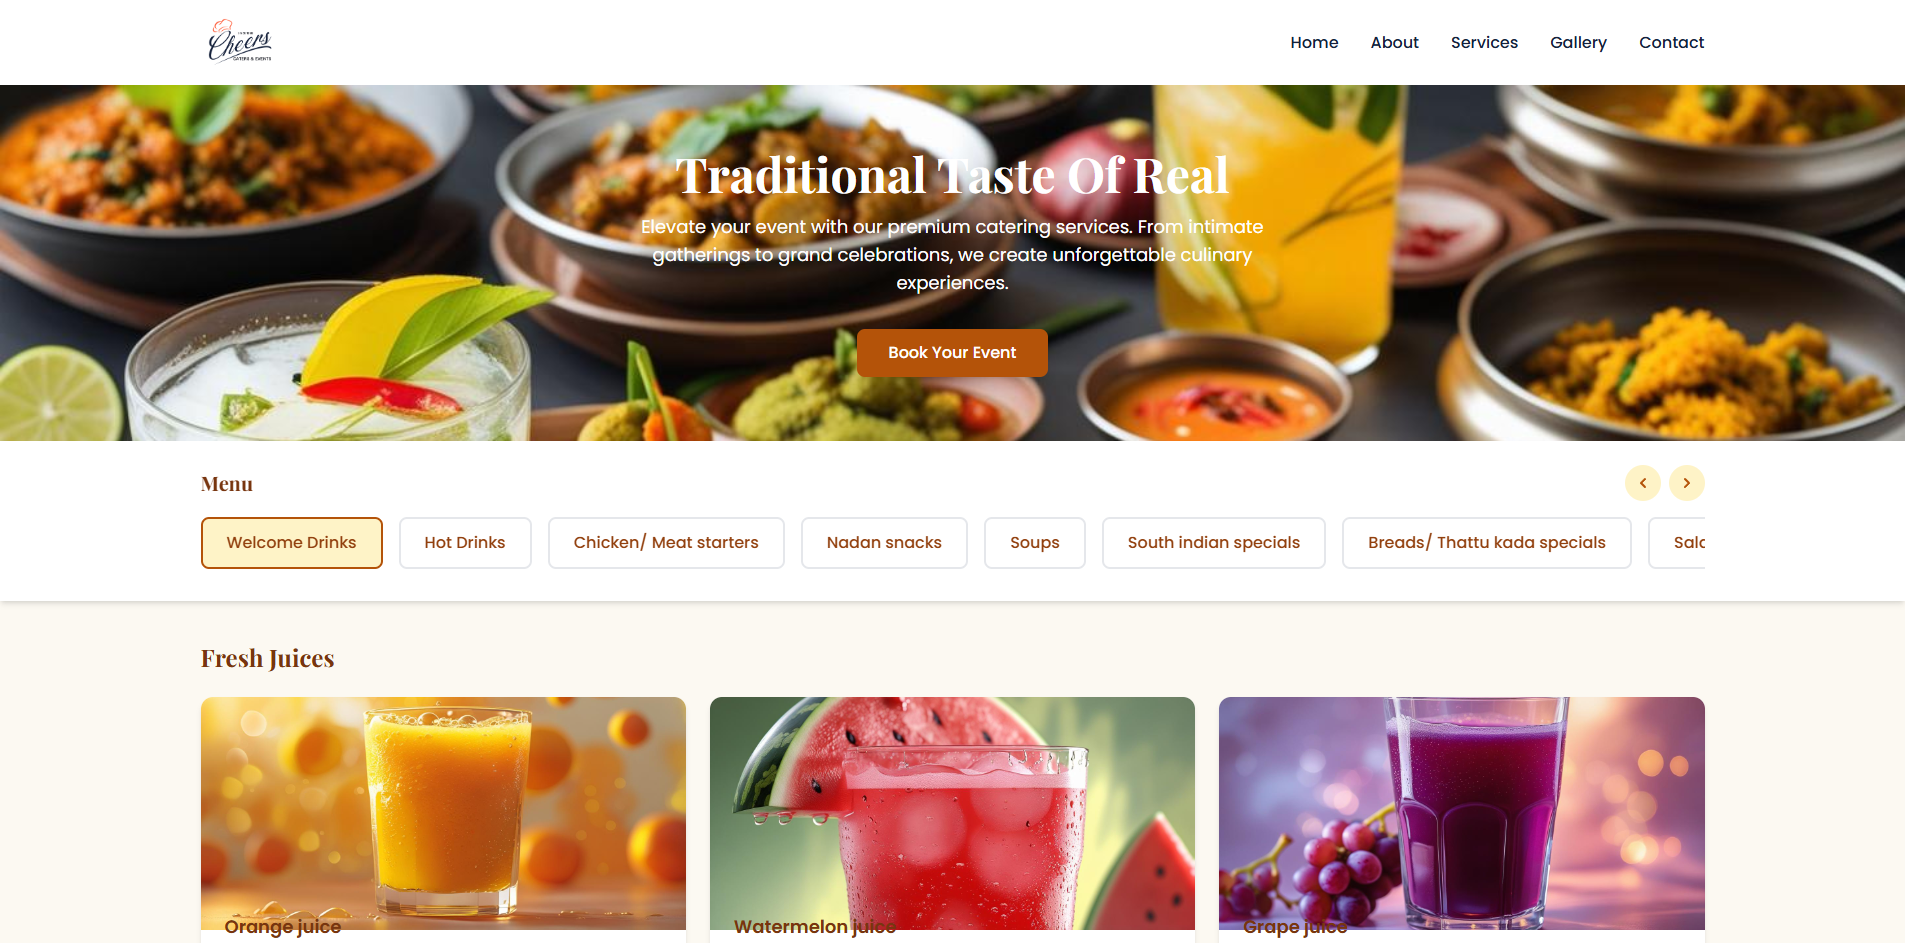 Cheers
CATERS & EVENTS
Home About Services Gallery Contact
Traditional Taste Of Real
Elevate your event with our premium catering services. From intimate
gatherings to grand celebrations, we create unforgettable culinary
experiences.
Book Your Event
Menu
Welcome Drinks Hot Drinks Chicken/ Meat starters Nadan snacks Soups South indian specials Breads/ Thattu kada specials
Fresh Juices
Orange juice Watermelon juice Grape juice